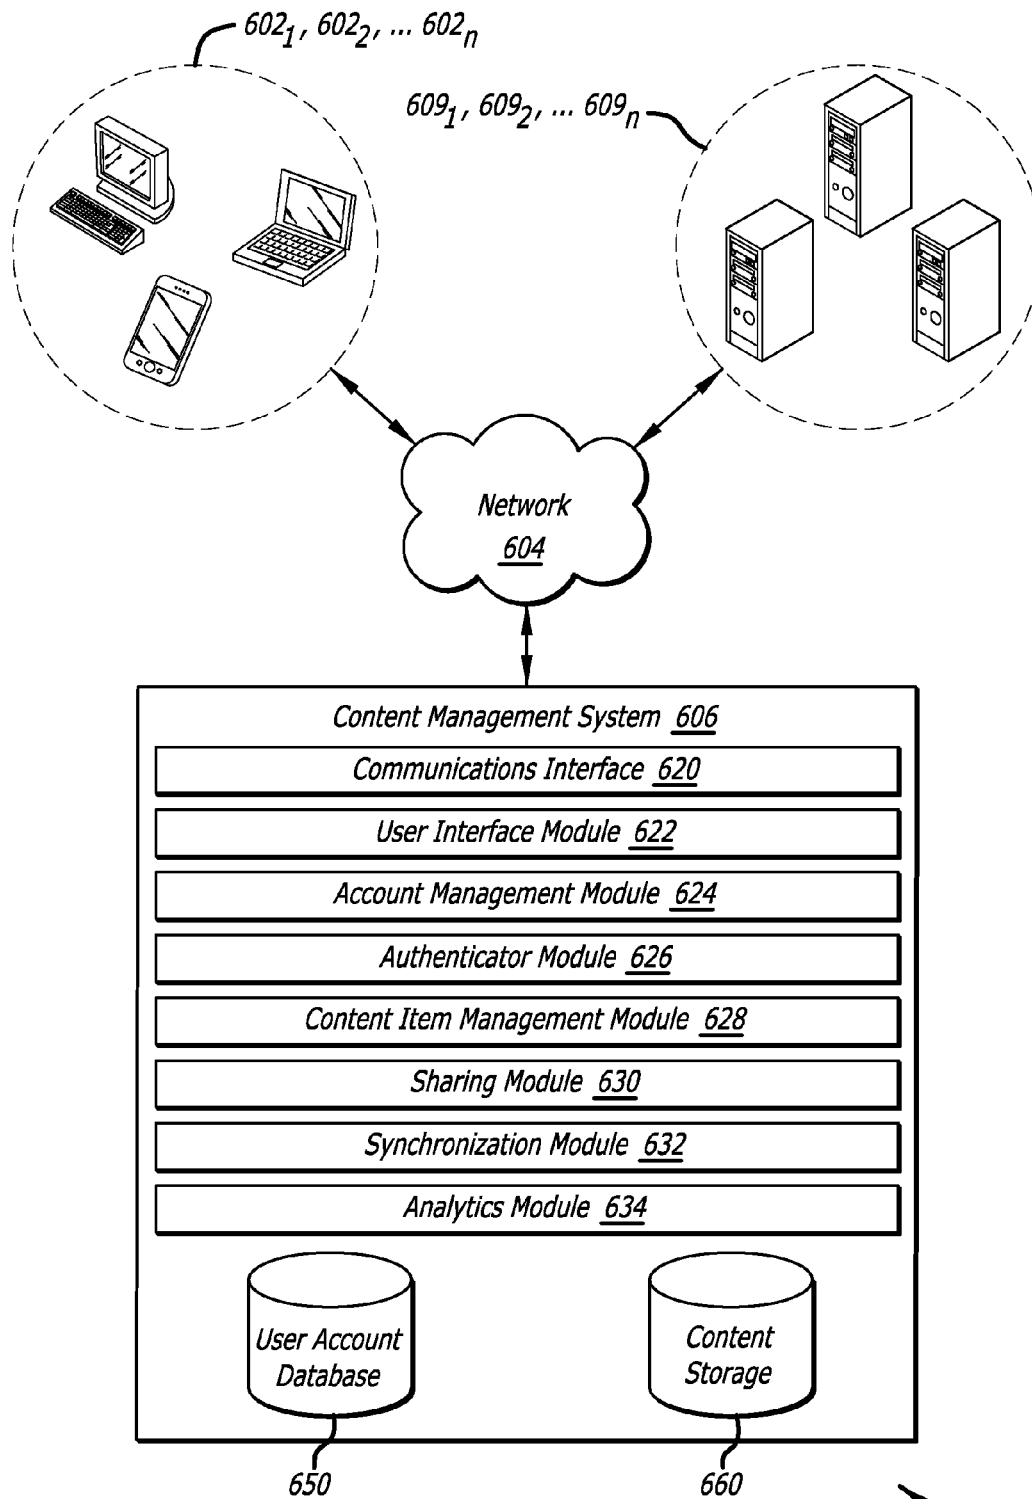 602₁, 602₂, ... 602ₙ
609₁, 609₂, ... 609ₙ
Network
604
Content Management System 606
Communications Interface 620
User Interface Module 622
Account Management Module 624
Authenticator Module 626
Content Item Management Module 628
Sharing Module 630
Synchronization Module 632
Analytics Module 634
User Account
Database
Content
Storage
650
660